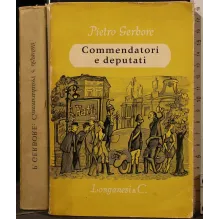 P. GERBORE - Commendatori e deputati
Pietro Gerbore
Commendatori
e deputati
Longanesi & C.